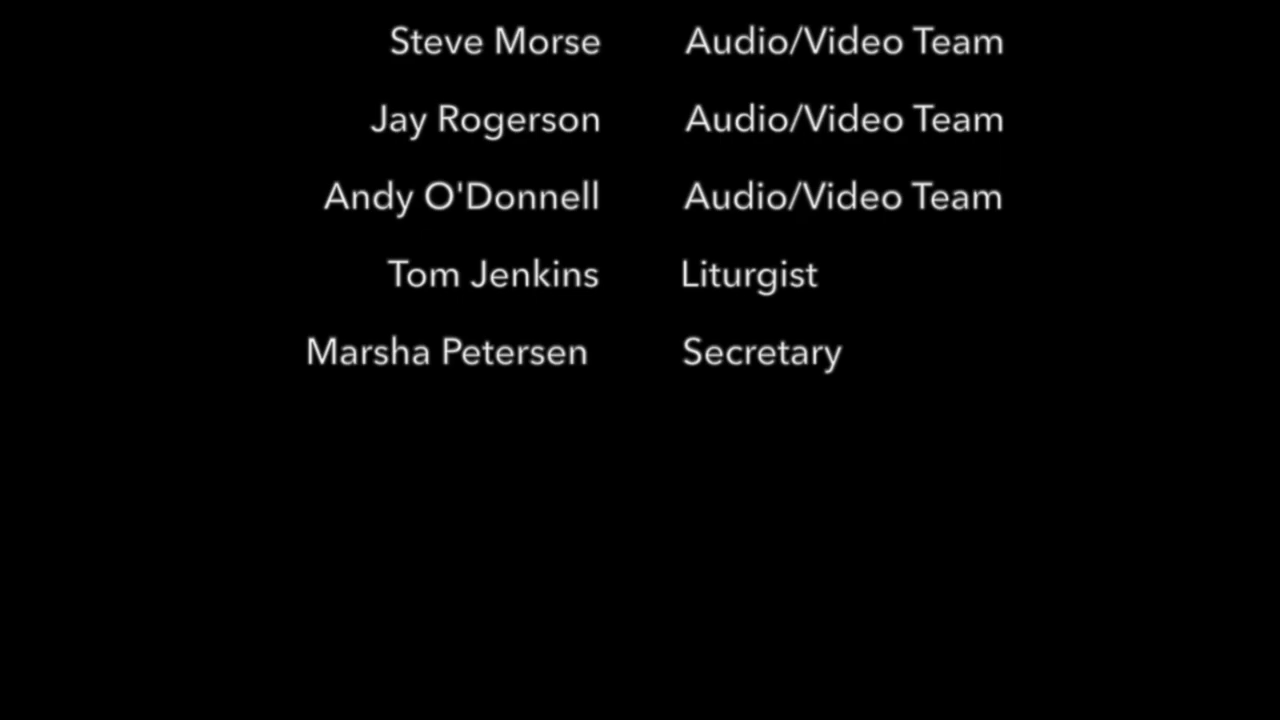 Steve Morse Audio/Video Team
Jay Rogerson Audio/Video Team
Andy O'Donnell Audio/Video Team
Tom Jenkins Liturgist
Marsha Petersen Secretary